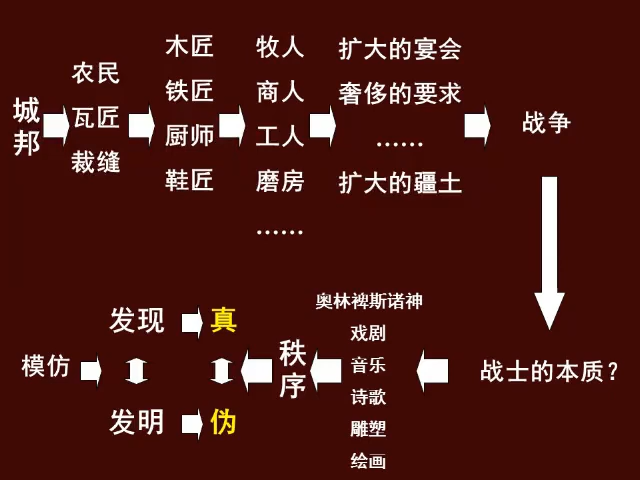 城邦
农民
瓦匠
裁缝
木匠
铁匠
厨师
鞋匠
牧人
商人
工人
磨房
……
扩大的宴会
奢侈的要求
……
扩大的疆土
战争
战士的本质？
奥林裨斯诸神
戏剧
音乐
诗歌
雕塑
绘画
秩序
真
伪
发现
发明
模仿